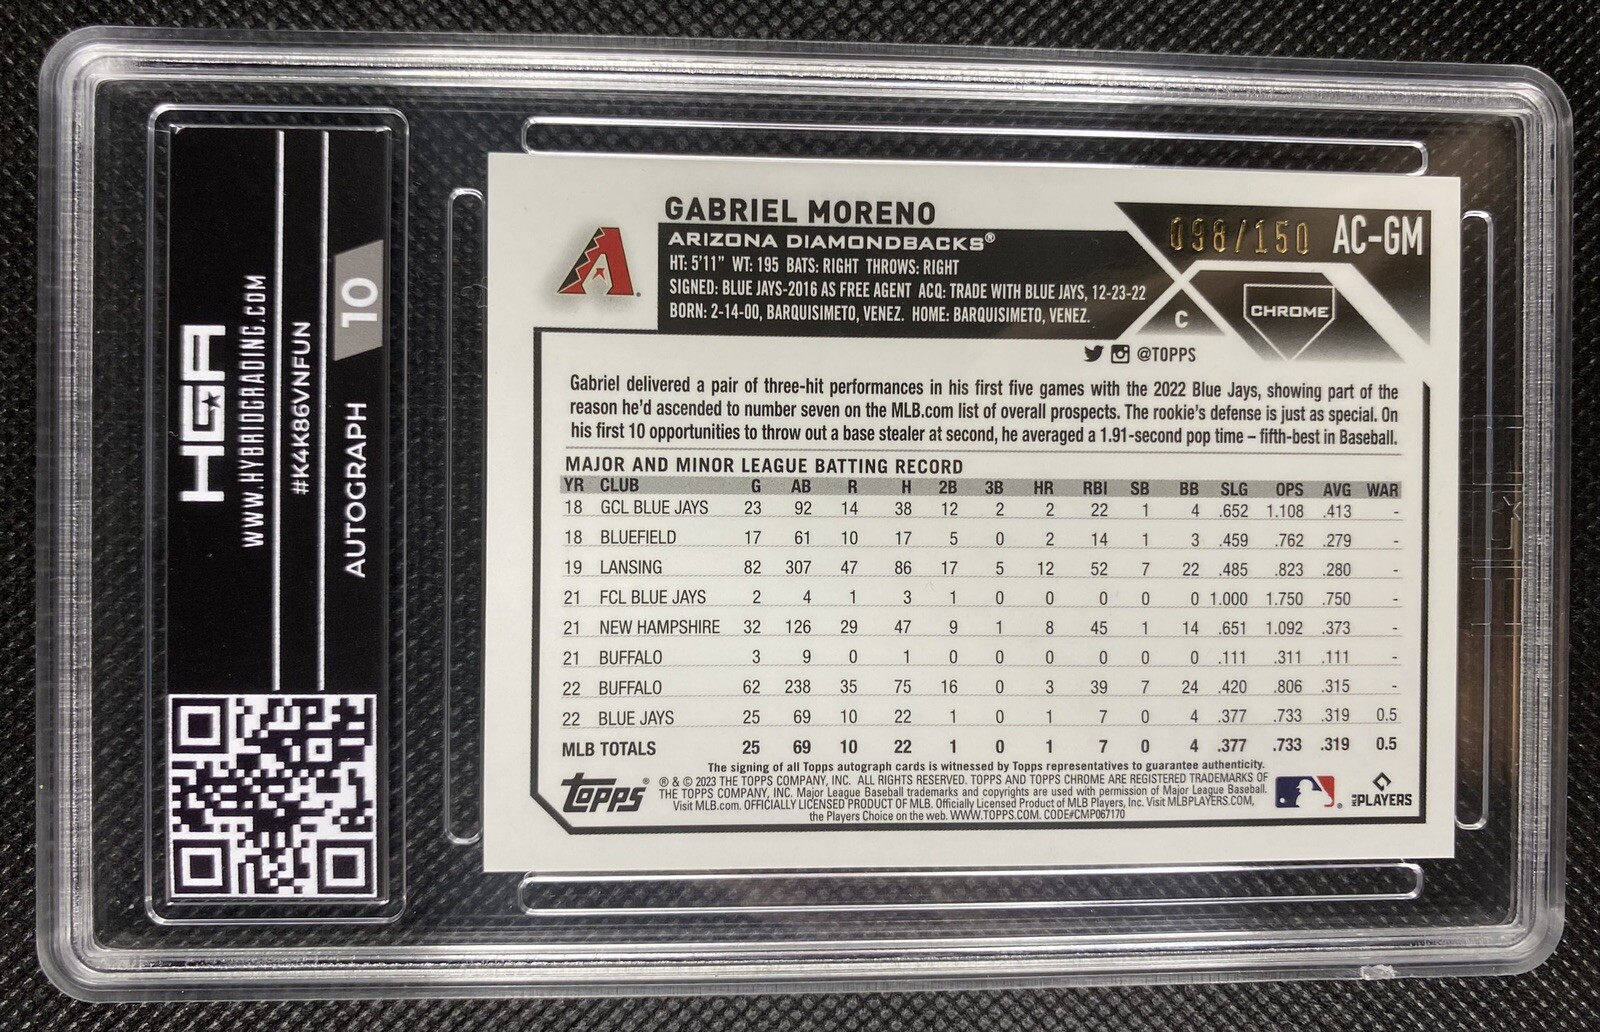 HGA
WWW.HYBRIDGRADING.COM
#K4K86VNFUN
AUTOGRAPH 10
GABRIEL MORENO
098/150 AC-GM
ARIZONA DIAMONDBACKS®
HT: 5'11" WT: 195 BATS: RIGHT THROWS: RIGHT
SIGNED: BLUE JAYS-2016 AS FREE AGENT ACQ: TRADE WITH BLUE JAYS, 12-23-22
BORN: 2-14-00, BARQUISIMETO, VENEZ. HOME: BARQUISIMETO, VENEZ.
C
CHROME
@TOPPS
Gabriel delivered a pair of three-hit performances in his first five games with the 2022 Blue Jays, showing part of the
reason he'd ascended to number seven on the MLB.com list of overall prospects. The rookie's defense is just as special. On
his first 10 opportunities to throw out a base stealer at second, he averaged a 1.91-second pop time – fifth-best in Baseball.
MAJOR AND MINOR LEAGUE BATTING RECORD
YR CLUB G AB R H 2B 3B HR RBI SB BB SLG OPS AVG WAR
18 GCL BLUE JAYS 23 92 14 38 12 2 2 22 1 4 .652 1.108 .413 -
18 BLUEFIELD 17 61 10 17 5 0 2 14 1 3 .459 .762 .279 -
19 LANSING 82 307 47 86 17 5 12 52 7 22 .485 .823 .280 -
21 FCL BLUE JAYS 2 4 1 3 1 0 0 0 0 0 1.000 1.750 .750 -
21 NEW HAMPSHIRE 32 126 29 47 9 1 8 45 1 14 .651 1.092 .373 -
21 BUFFALO 3 9 0 1 0 0 0 0 0 0 .111 .311 .111 -
22 BUFFALO 62 238 35 75 16 0 3 39 7 24 .420 .806 .315 -
22 BLUE JAYS 25 69 10 22 1 0 1 7 0 4 .377 .733 .319 0.5
MLB TOTALS 25 69 10 22 1 0 1 7 0 4 .377 .733 .319 0.5
The signing of all Topps autograph cards is witnessed by Topps representatives to guarantee authenticity.
Topps® ® & © 2023 THE TOPPS COMPANY, INC. ALL RIGHTS RESERVED. TOPPS AND TOPPS CHROME ARE REGISTERED TRADEMARKS OF
THE TOPPS COMPANY, INC. Major League Baseball trademarks and copyrights are used with permission of Major League Baseball.
Visit MLB.com. OFFICIALLY LICENSED PRODUCT OF MLB. Officially Licensed Product of MLB Players, Inc. Visit MLBPLAYERS.COM,
the Players Choice on the web. WWW.TOPPS.COM. CODE#CMP067170
MLB PLAYERS